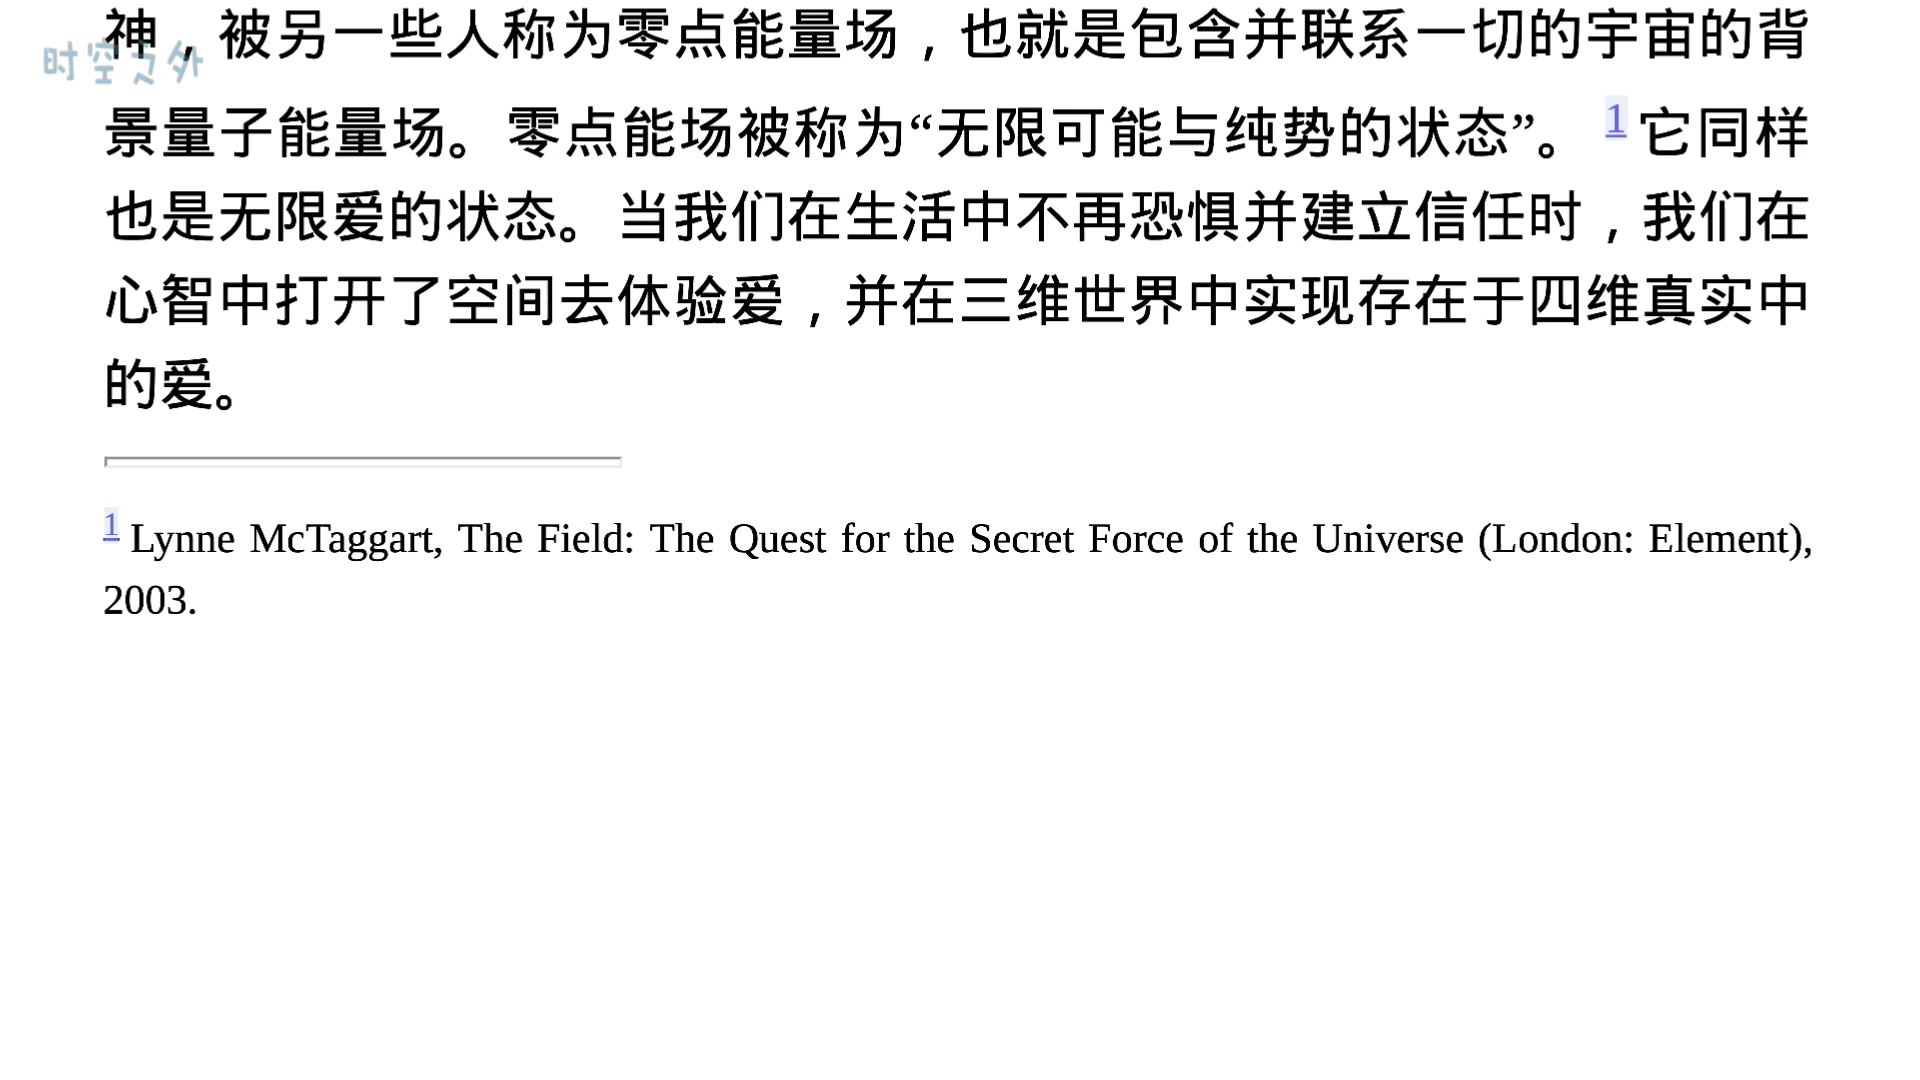 神，被另一些人称为零点能量场，也就是包含并联系一切的宇宙的背
时空之外
景量子能量场。零点能场被称为“无限可能与纯势的状态”。 1 它同样
也是无限爱的状态。当我们在生活中不再恐惧并建立信任时，我们在
心智中打开了空间去体验爱，并在三维世界中实现存在于四维真实中
的爱。
1 Lynne McTaggart, The Field: The Quest for the Secret Force of the Universe (London: Element),
2003.